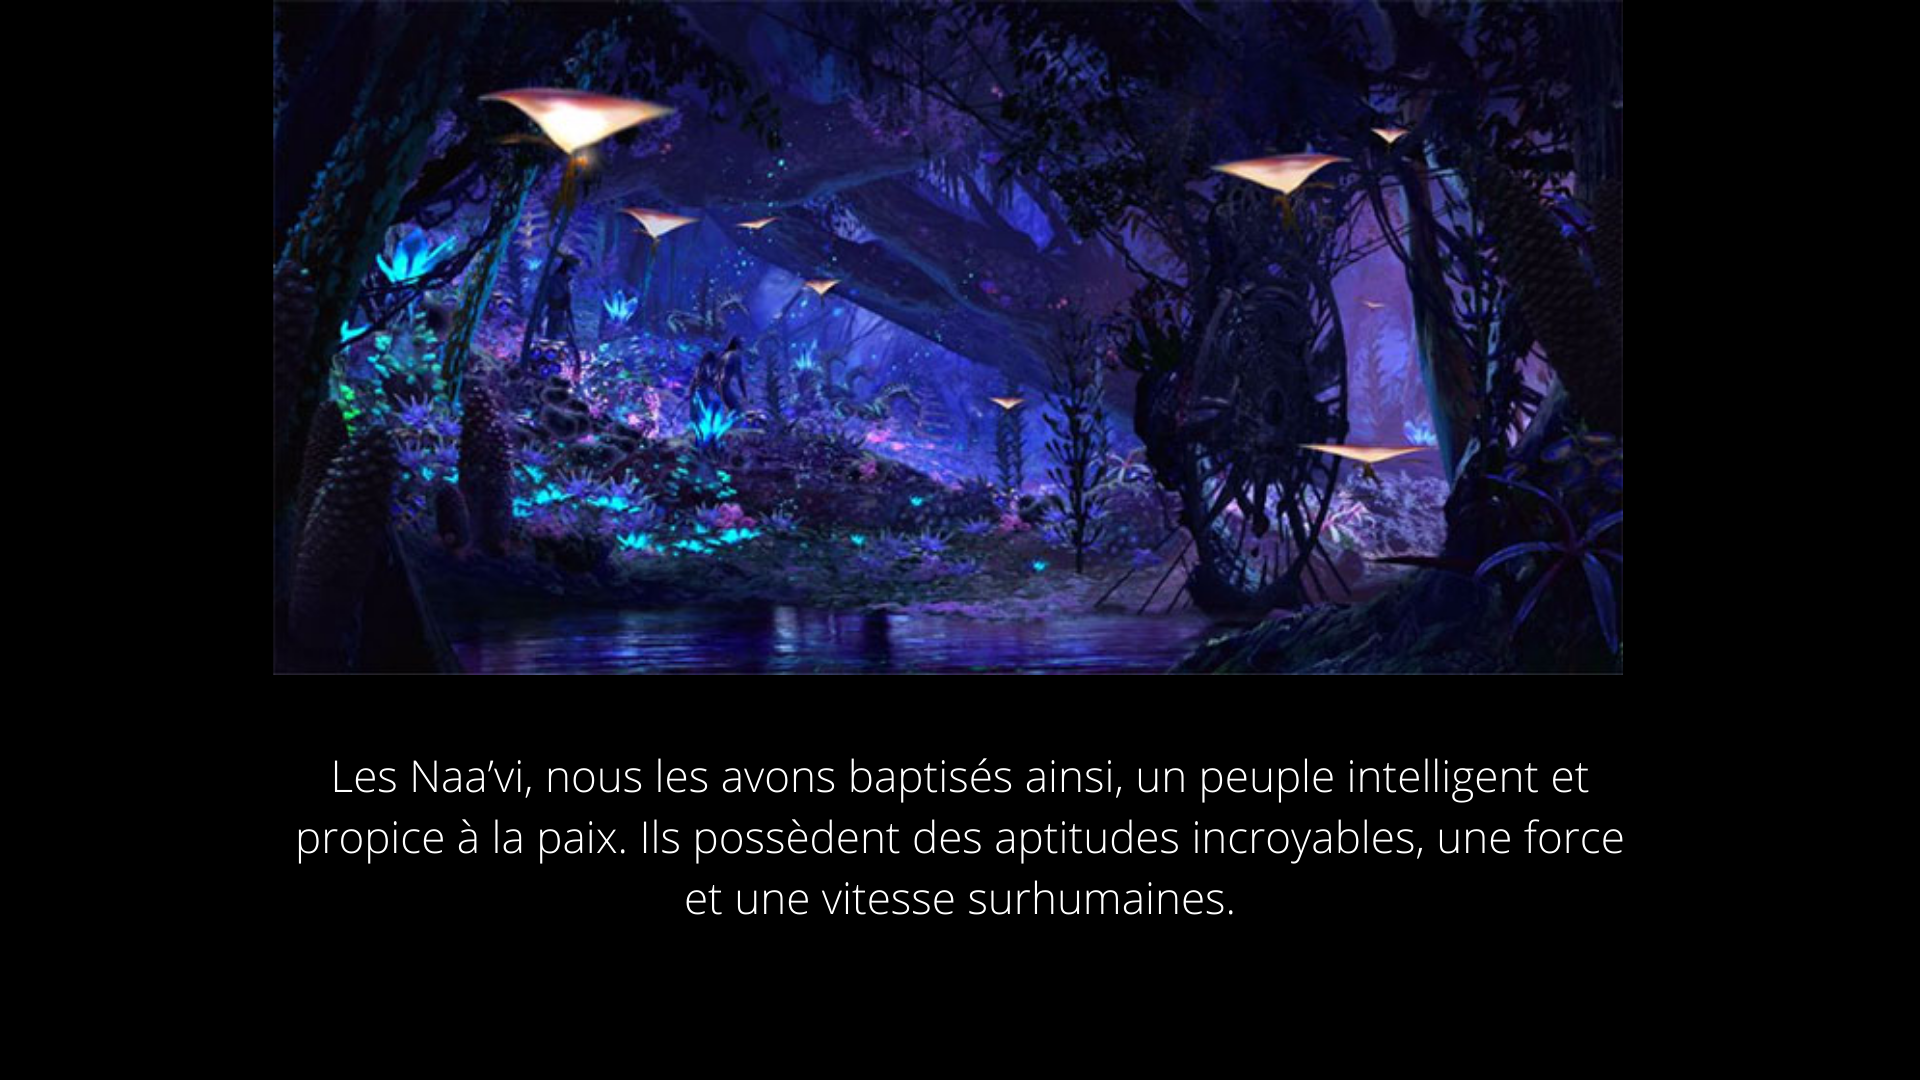 Les Naa’vi, nous les avons baptisés ainsi, un peuple intelligent et
propice à la paix. Ils possèdent des aptitudes incroyables, une force
et une vitesse surhumaines.